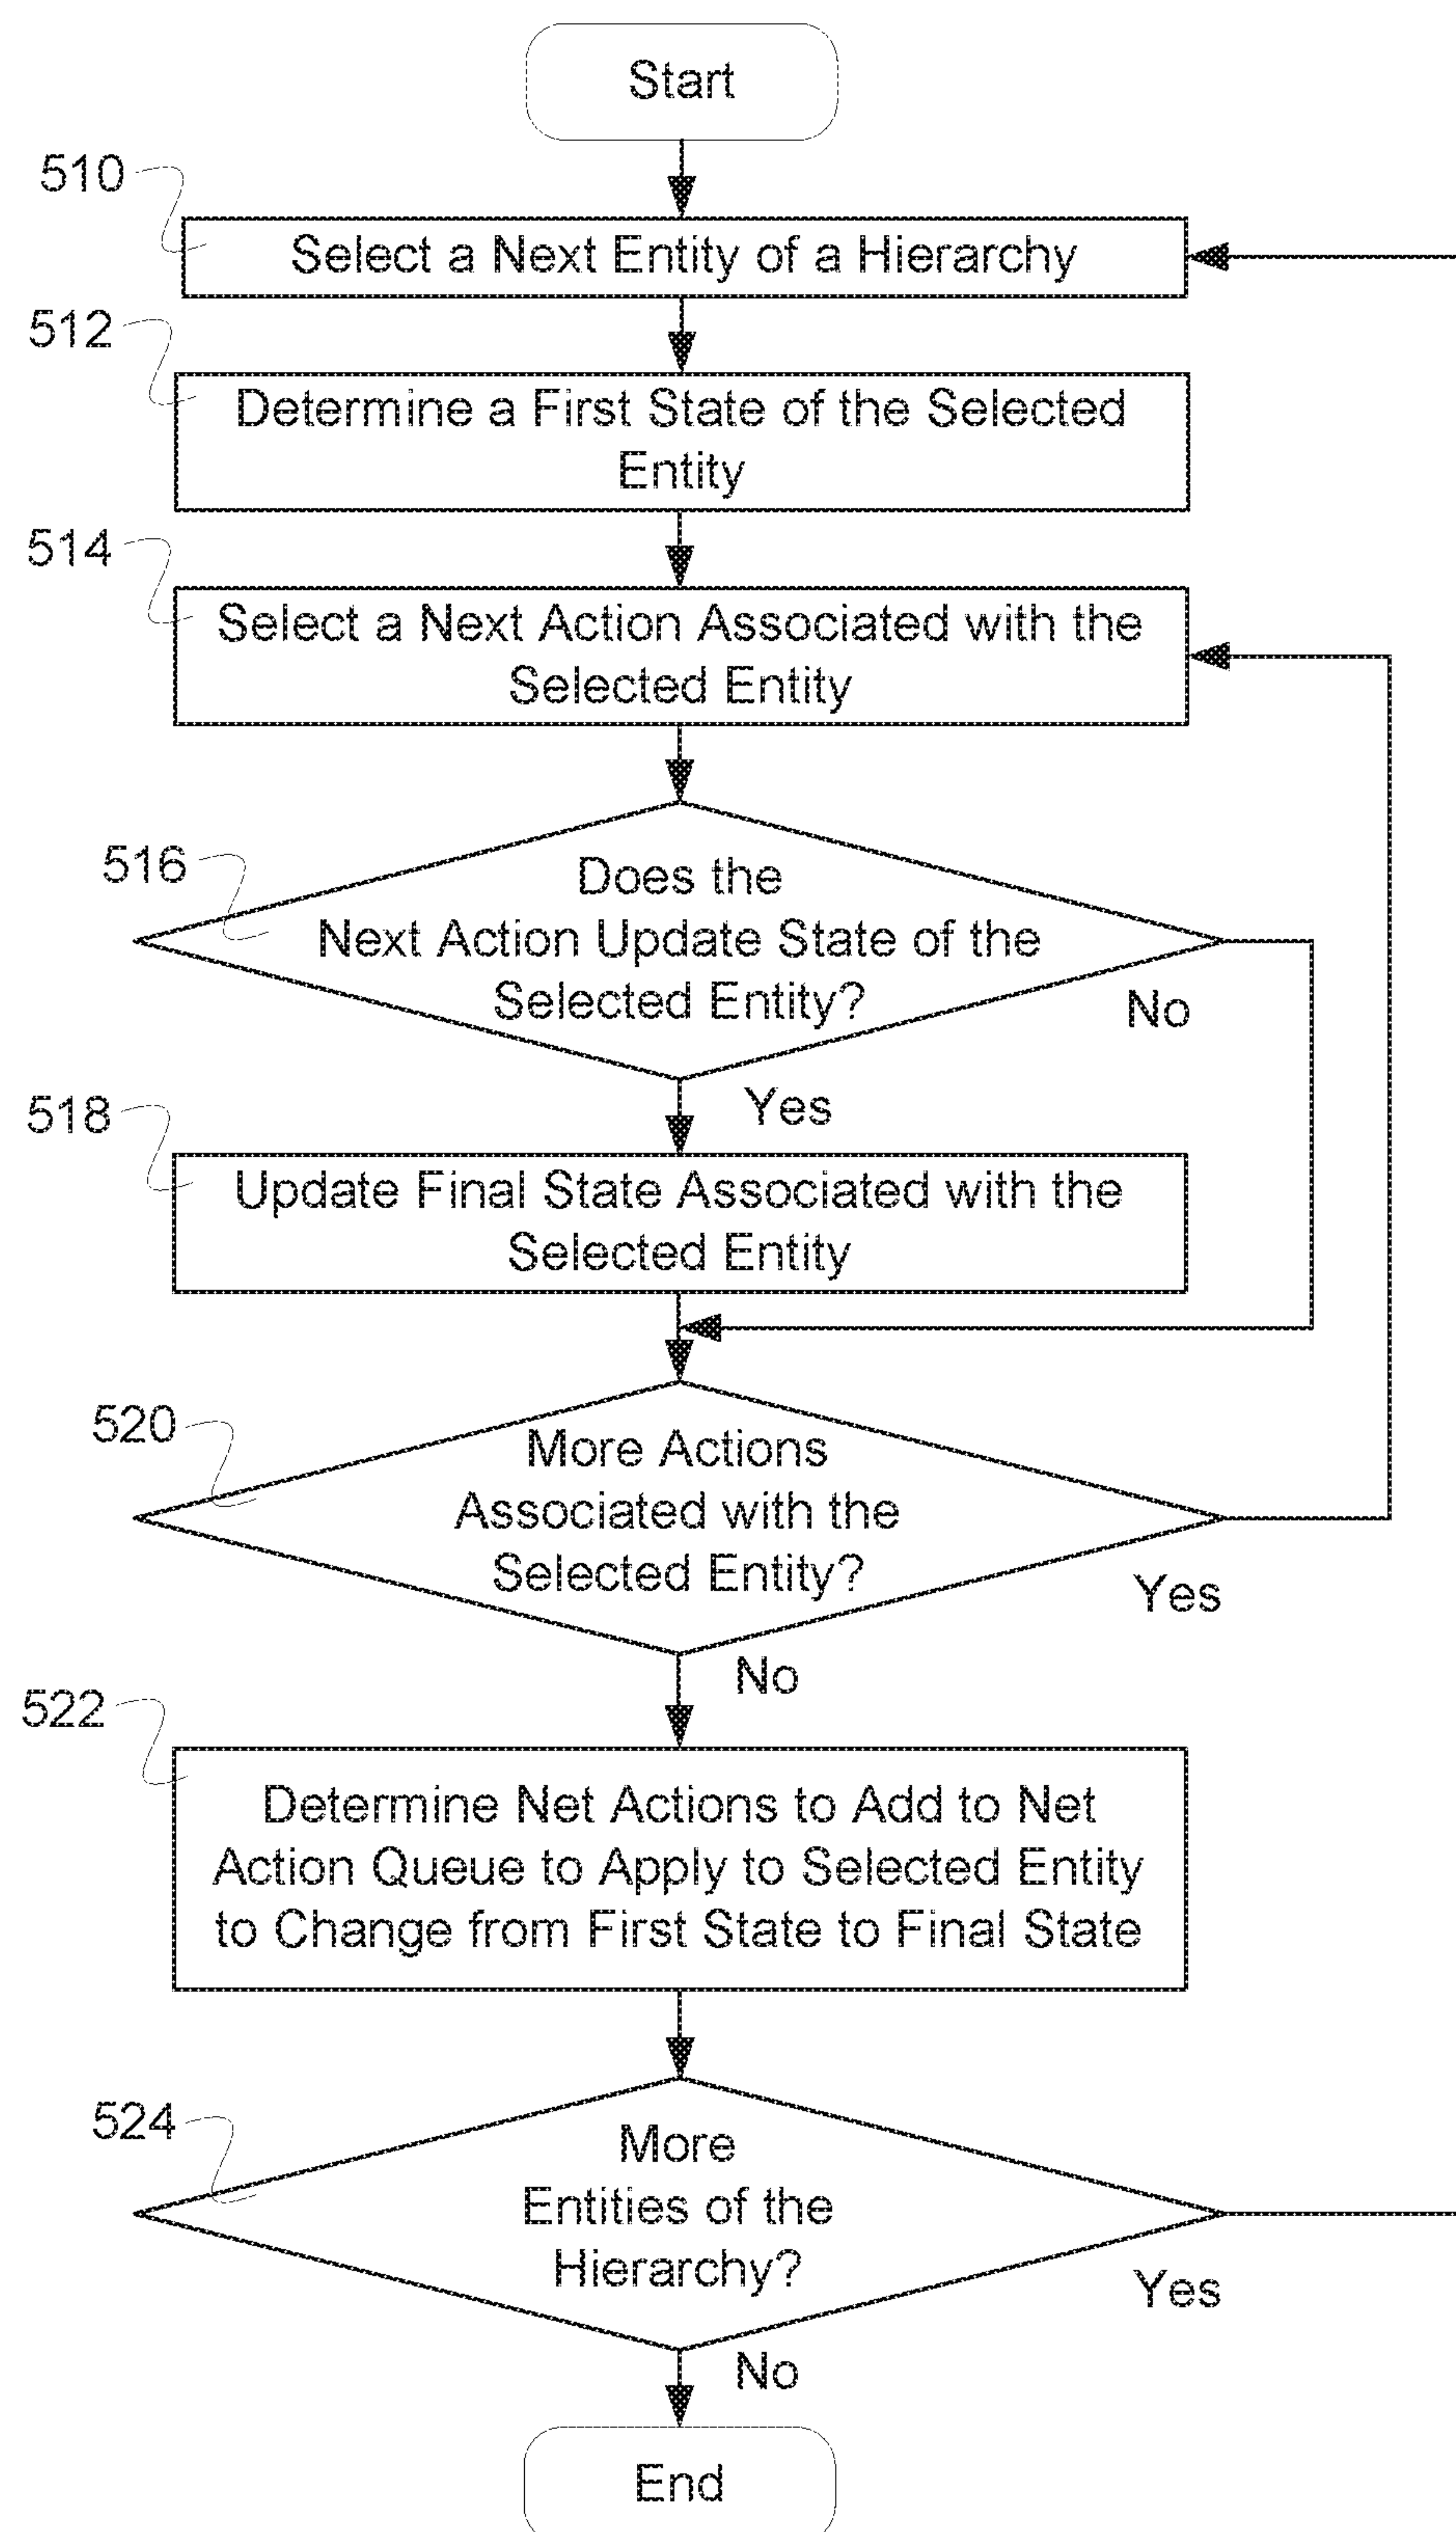 Start
510
Select a Next Entity of a Hierarchy
512
Determine a First State of the Selected
Entity
514
Select a Next Action Associated with the
Selected Entity
516
Does the
Next Action Update State of the
Selected Entity?
No
Yes
518
Update Final State Associated with the
Selected Entity
520
More Actions
Associated with the
Selected Entity?
Yes
No
522
Determine Net Actions to Add to Net
Action Queue to Apply to Selected Entity
to Change from First State to Final State
524
More
Entities of the
Hierarchy?
Yes
No
End